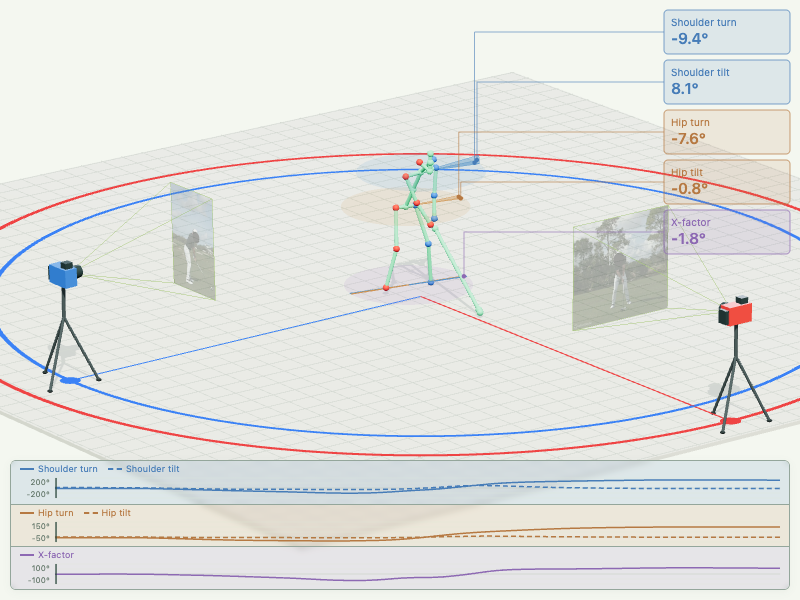 Shoulder turn
-9.4°
Shoulder tilt
8.1°
Hip turn
-7.6°
Hip tilt
-0.8°
X-factor
-1.8°
Shoulder turn Shoulder tilt
200°
-200°
Hip turn Hip tilt
150°
-50°
X-factor
100°
-100°